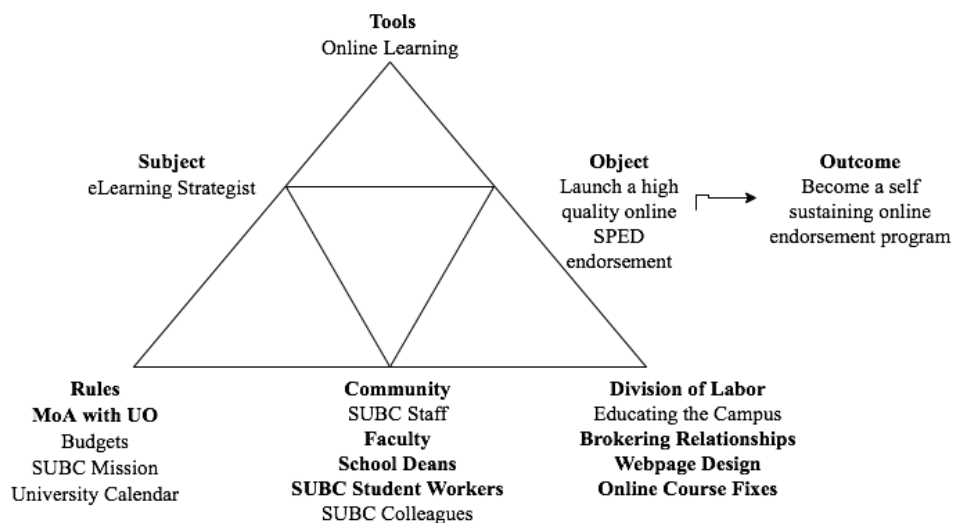 Tools
Online Learning
Subject
eLearning Strategist
Object
Launch a high
quality online
SPED
endorsement
Outcome
Become a self
sustaining online
endorsement program
Rules
MoA with UO
Budgets
SUBC Mission
University Calendar
Community
SUBC Staff
Faculty
School Deans
SUBC Student Workers
SUBC Colleagues
Division of Labor
Educating the Campus
Brokering Relationships
Webpage Design
Online Course Fixes